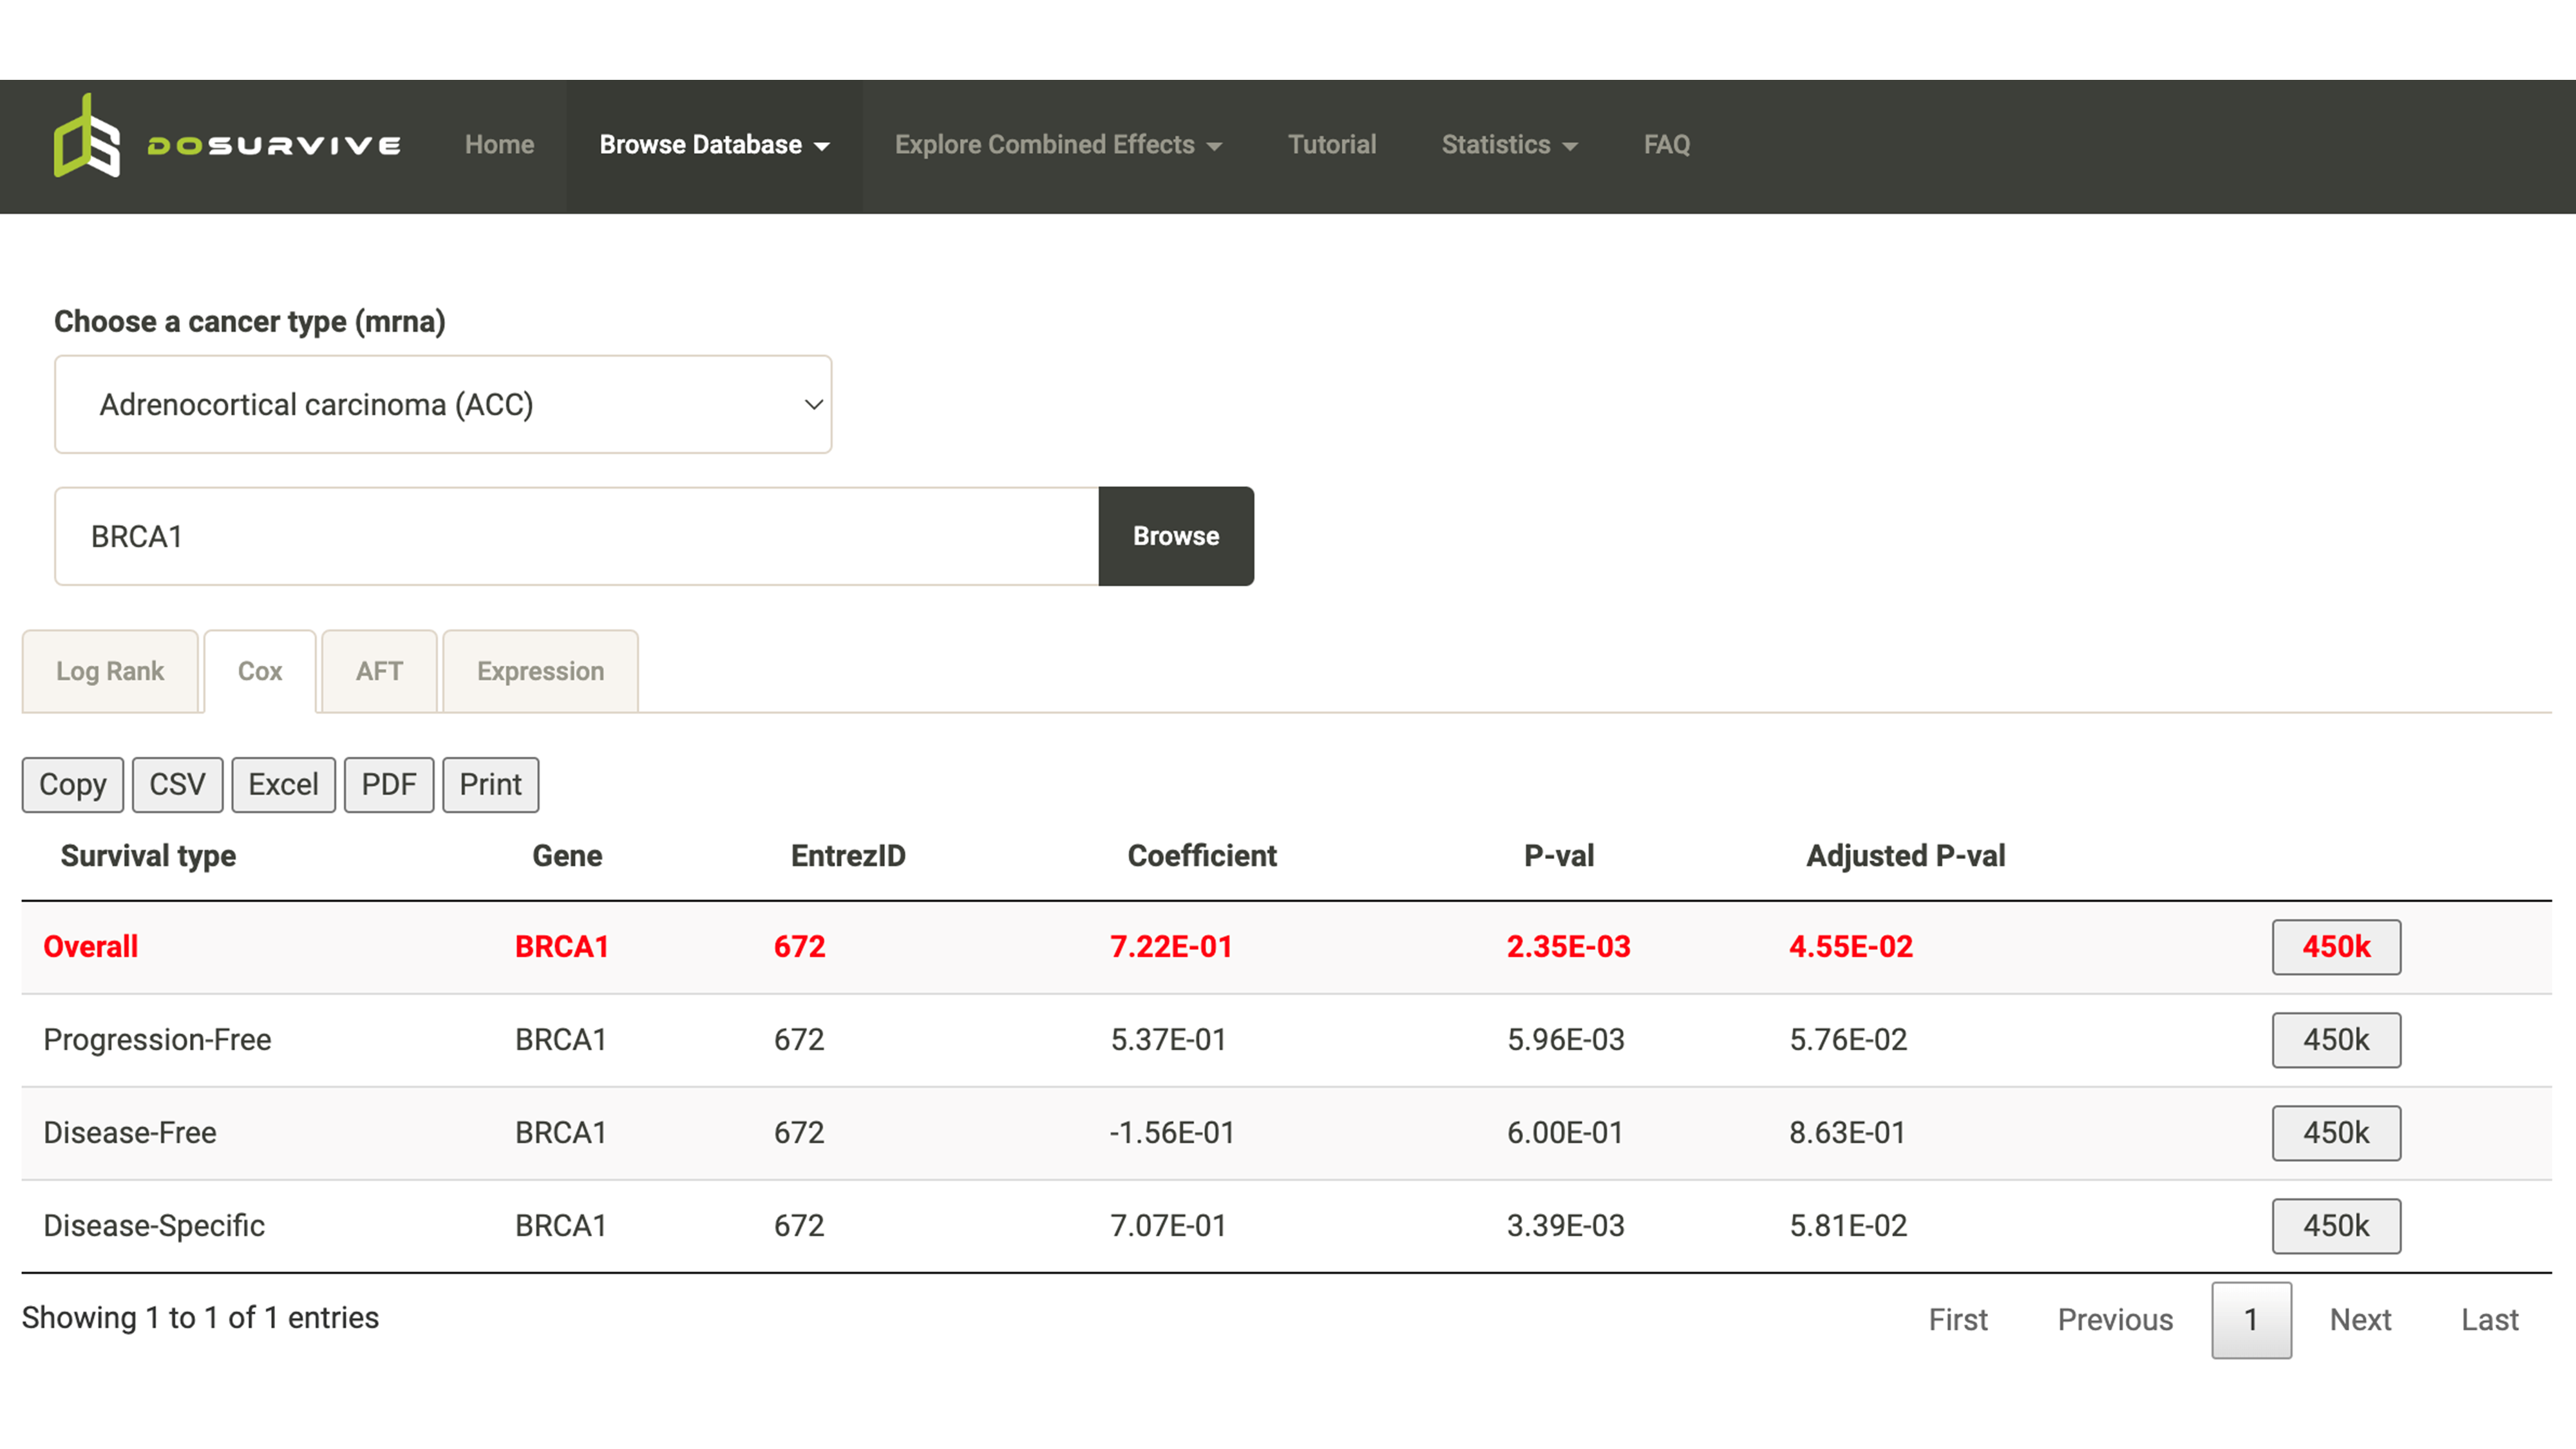 DOSURVIVE Home Browse Database Explore Combined Effects Tutorial Statistics FAQ
Choose a cancer type (mrna)
Adrenocortical carcinoma (ACC)
BRCA1 Browse
Log Rank Cox AFT Expression
Copy CSV Excel PDF Print
Survival type Gene EntrezID Coefficient P-val Adjusted P-val
Overall BRCA1 672 7.22E-01 2.35E-03 4.55E-02 450k
Progression-Free BRCA1 672 5.37E-01 5.96E-03 5.76E-02 450k
Disease-Free BRCA1 672 -1.56E-01 6.00E-01 8.63E-01 450k
Disease-Specific BRCA1 672 7.07E-01 3.39E-03 5.81E-02 450k
Showing 1 to 1 of 1 entries First Previous 1 Next Last